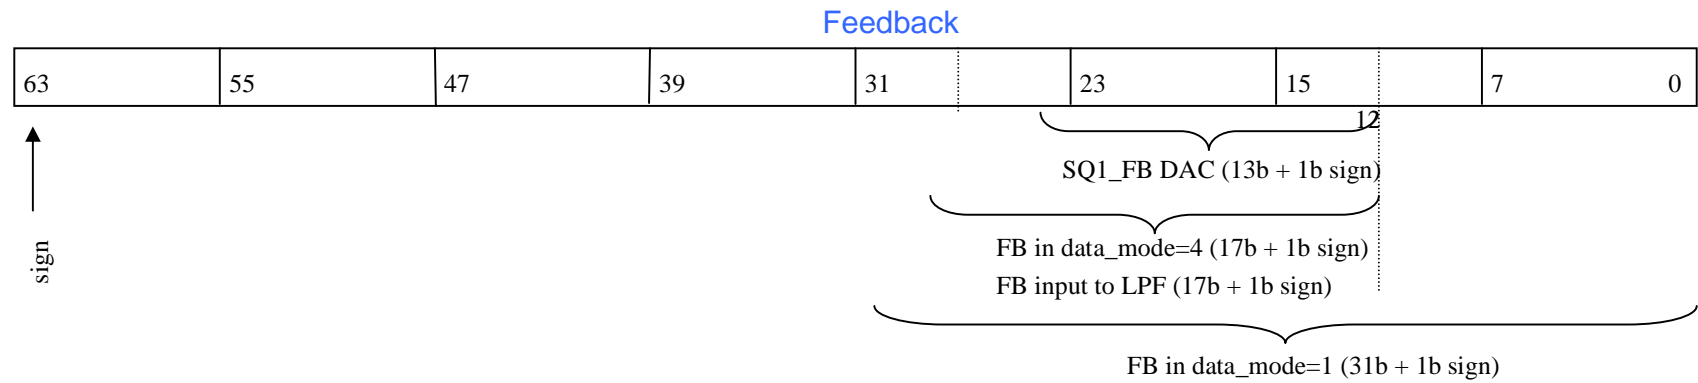 Feedback
63 55 47 39 31 23 15 7 0
12
SQ1_FB DAC (13b + 1b sign)
sign
FB in data_mode=4 (17b + 1b sign)
FB input to LPF (17b + 1b sign)
FB in data_mode=1 (31b + 1b sign)